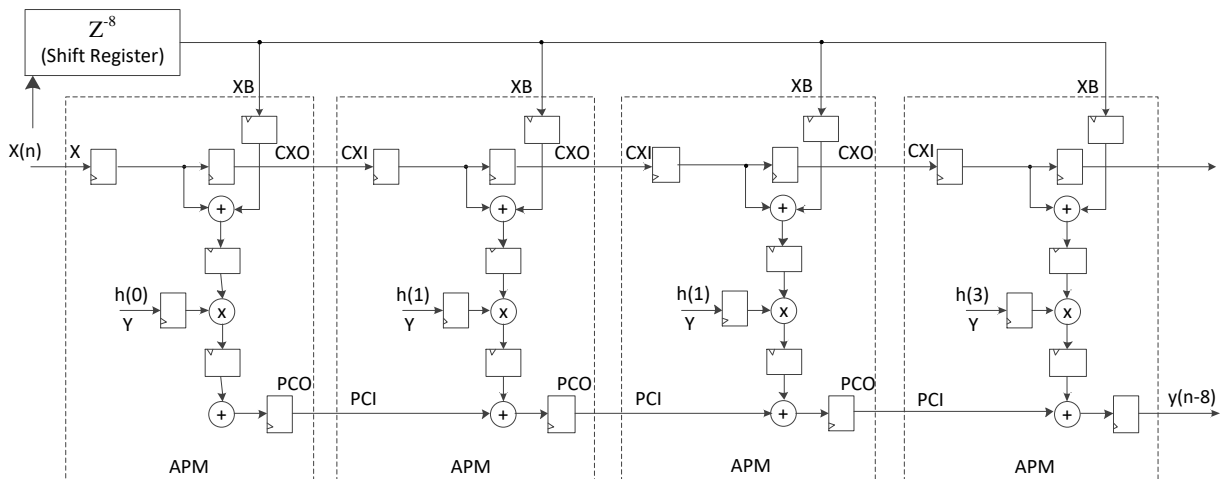 Z-8
(Shift Register)
XB
XB
XB
XB
X(n)
X
CXO
CXI
CXO
CXI
CXO
CXI
+
+
+
+
h(0)
Y
x
h(1)
Y
x
h(1)
Y
x
h(3)
Y
x
PCO
PCI
PCO
PCI
PCO
PCI
y(n-8)
+
+
+
+
APM
APM
APM
APM